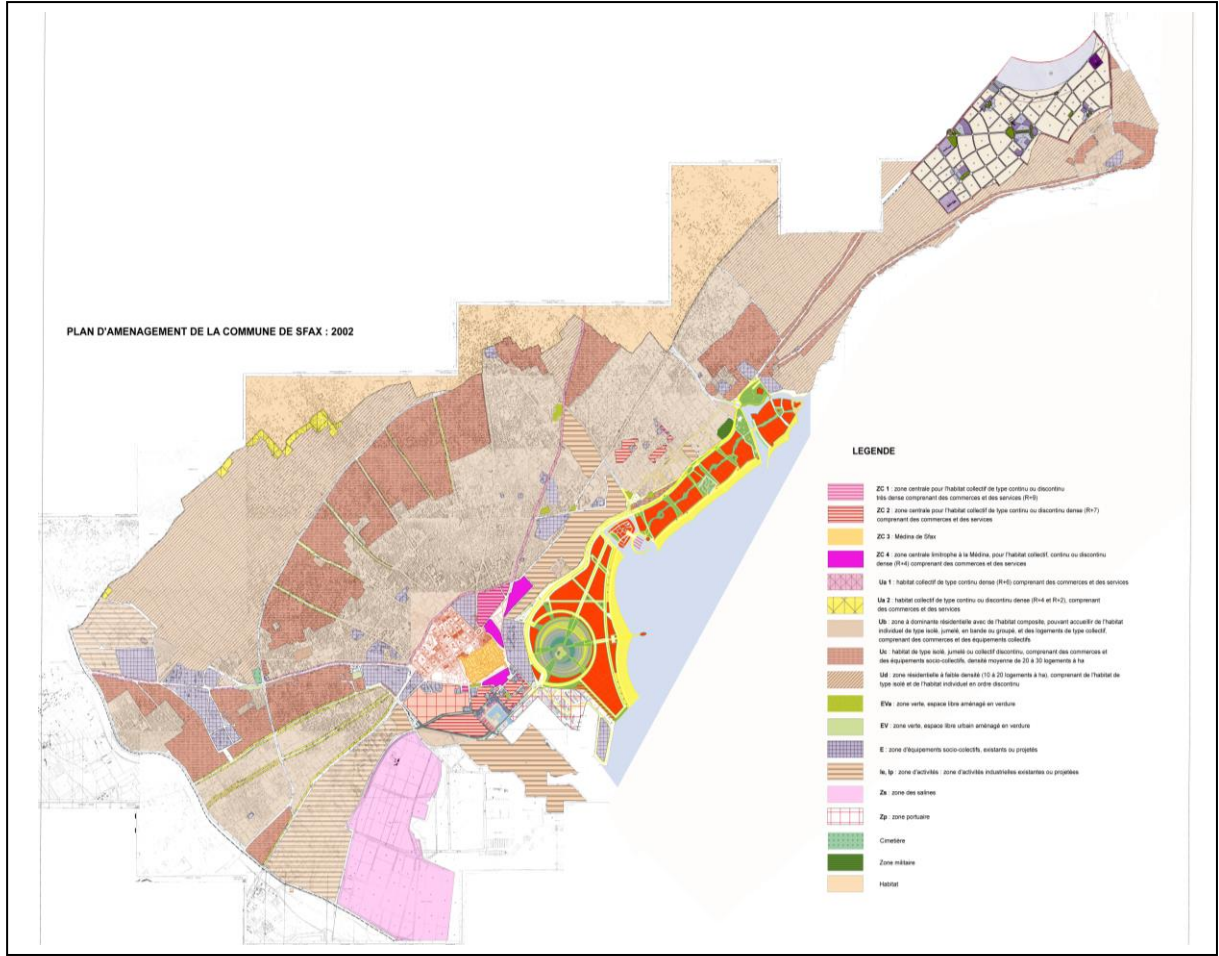 PLAN D'AMENAGEMENT DE LA COMMUNE DE SFAX : 2002
LEGENDE
ZC 1 : zone centrale pour l'habitat collectif de type continu ou discontinu
très dense comprenant des commerces et des services (R+9)
ZC 2 : zone centrale pour l'habitat collectif de type continu ou discontinu dense (R+7)
comprenant des commerces et des services
ZC 3 : Médina de Sfax
ZC 4 : zone centrale limitrophe à la Médina, pour l'habitat collectif, continu ou discontinu
dense (R+4) comprenant des commerces et des services
Ua 1 : habitat collectif de type continu dense (R+6) comprenant des commerces et des services
Ua 2 : habitat collectif de type continu ou discontinu dense (R+4 et R+2), comprenant
des commerces et des services
Ub : zone à dominante résidentielle avec de l'habitat composite, pouvant accueillir de l'habitat
individuel de type isolé, jumelé, en bande ou groupé, et des logements de type collectif,
comprenant des commerces et des équipements collectifs
Uc : habitat de type isolé, jumelé ou collectif discontinu, comprenant des commerces et
des équipements socio-collectifs, densité moyenne de 20 à 30 logements à ha
Ud : zone résidentielle à faible densité (10 à 20 logements à ha), comprenant de l'habitat de
type isolé et de l'habitat individuel en ordre discontinu
EVa : zone verte, espace libre aménagé en verdure
EV : zone verte, espace libre urbain aménagé en verdure
E : zone d'équipements socio-colectifs, existants ou projetés
Ie, Ip : zone d'activités : zone d'activités industrielles existantes ou projetées
Zs : zone des salines
Zp : zone portuaire
Cimetière
Zone militaire
Habitat